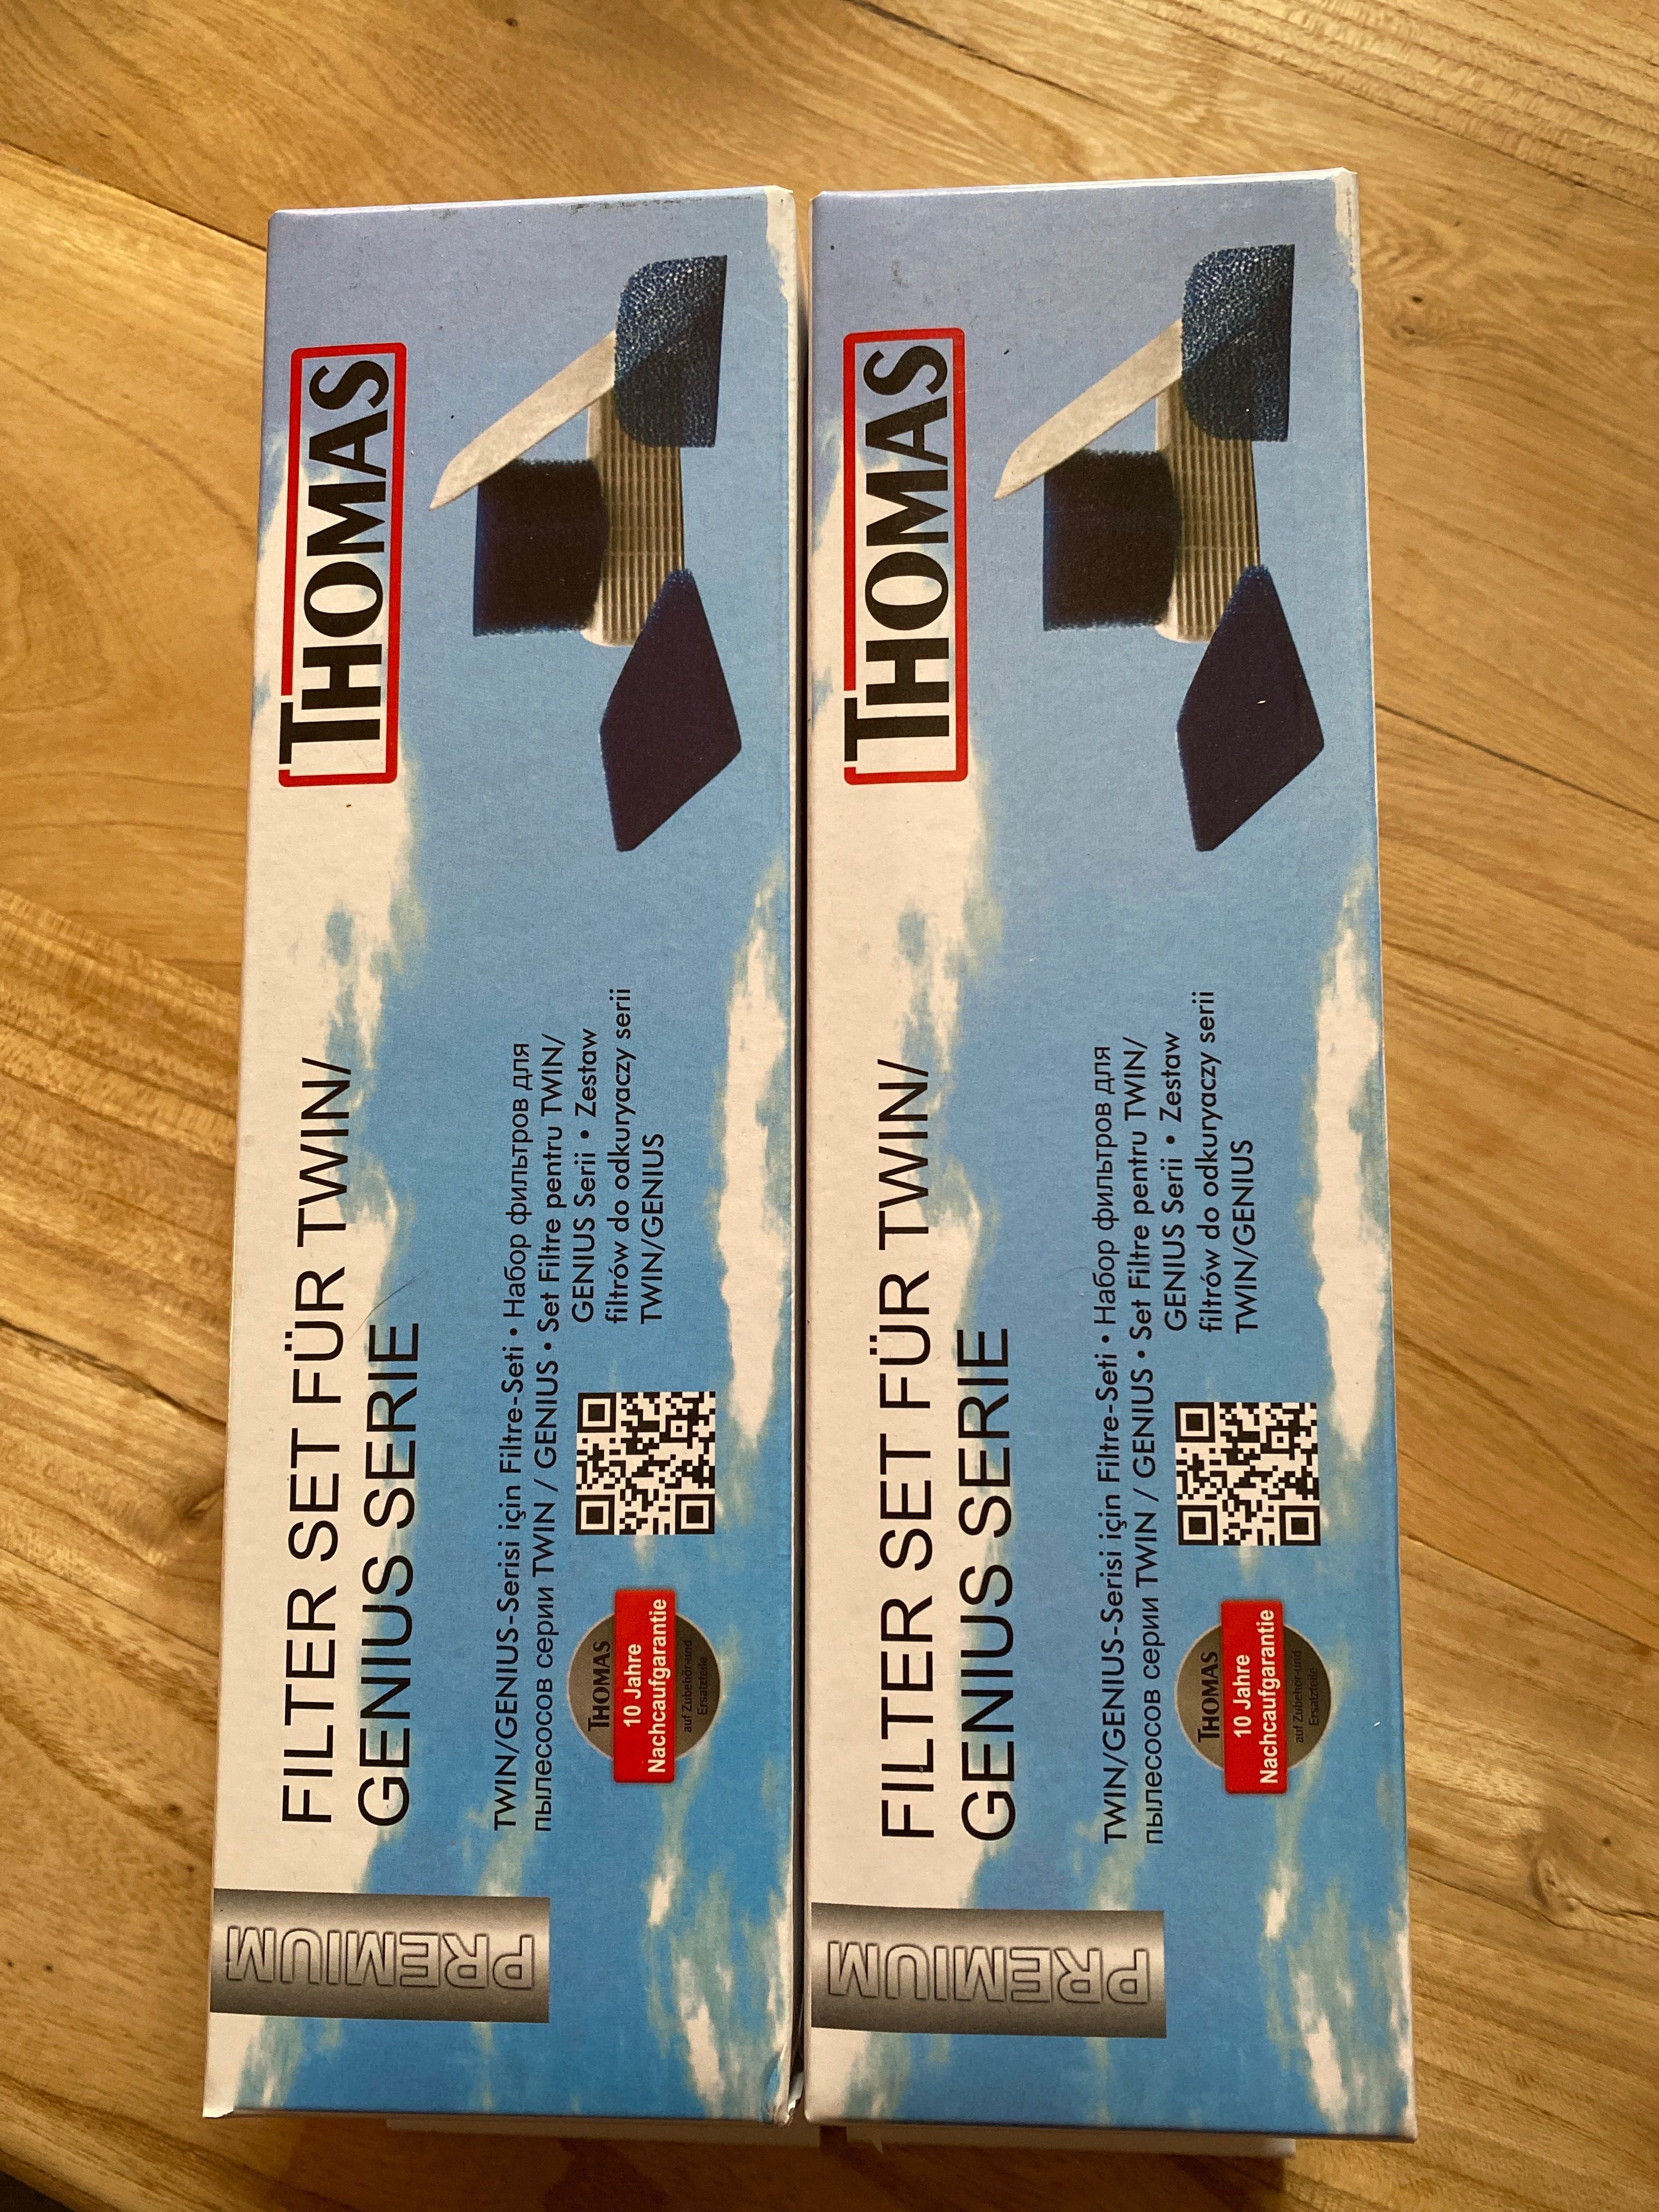 THOMAS
FILTER SET FÜR TWIN/
GENIUS SERIE
TWIN/GENIUS-Serisi için Filtre-Seti • Набор фильтров для
пылесосов серии TWIN / GENIUS • Set Filtre pentru TWIN/
GENIUS Serii • Zestaw
filtrów do odkuryaczy serii
TWIN/GENIUS
THOMAS
10 Jahre
Nachcaufgarantie
auf Zubehör-und
Ersatzteile
PREMIUM
THOMAS
FILTER SET FÜR TWIN/
GENIUS SERIE
TWIN/GENIUS-Serisi için Filtre-Seti • Набор фильтров для
пылесосов серии TWIN / GENIUS • Set Filtre pentru TWIN/
GENIUS Serii • Zestaw
filtrów do odkuryaczy serii
TWIN/GENIUS
THOMAS
10 Jahre
Nachcaufgarantie
auf Zubehör-und
Ersatzteile
PREMIUM